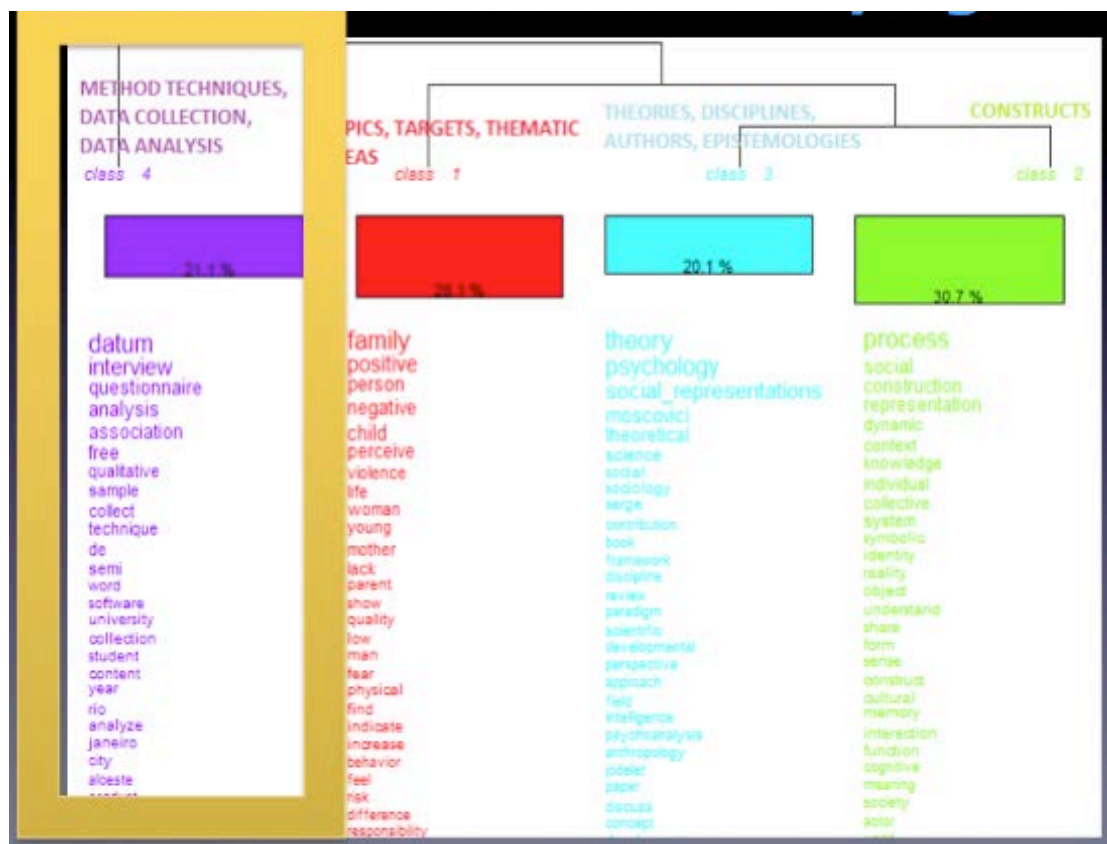 METHOD TECHNIQUES,
DATA COLLECTION,
DATA ANALYSIS
class 4
21.1 %
datum
interview
questionnaire
analysis
association
free
qualitative
sample
collect
technique
de
semi
word
software
university
collection
student
content
year
rio
analyze
janeiro
city
alceste
PICS, TARGETS, THEMATIC
EAS
class 1
28.1 %
family
positive
person
negative
child
perceive
violence
life
woman
young
mother
lack
parent
show
quality
low
man
fear
physical
find
indicate
increase
behavior
feel
risk
difference
responsibility
THEORIES, DISCIPLINES,
AUTHORS, EPISTEMOLOGIES
class 3
20.1 %
theory
psychology
social_representations
moscovici
theoretical
science
social
sociology
serge
contribution
book
framework
discipline
review
paradigm
scientific
developmental
perspective
approach
field
intelligence
psychoanalysis
anthropology
jodelet
paper
discuss
concept
CONSTRUCTS
class 2
30.7 %
process
social
construction
representation
dynamic
context
knowledge
individual
collective
system
symbolic
identity
reality
object
understand
share
form
sense
construct
cultural
memory
interaction
function
cognitive
meaning
society
actor